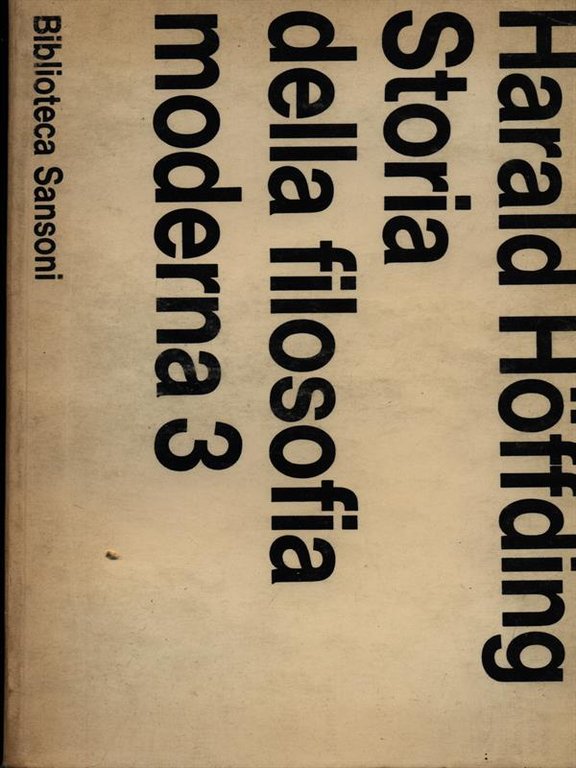 Harald Höffding
Storia
della filosofia
moderna 3
Biblioteca Sansoni